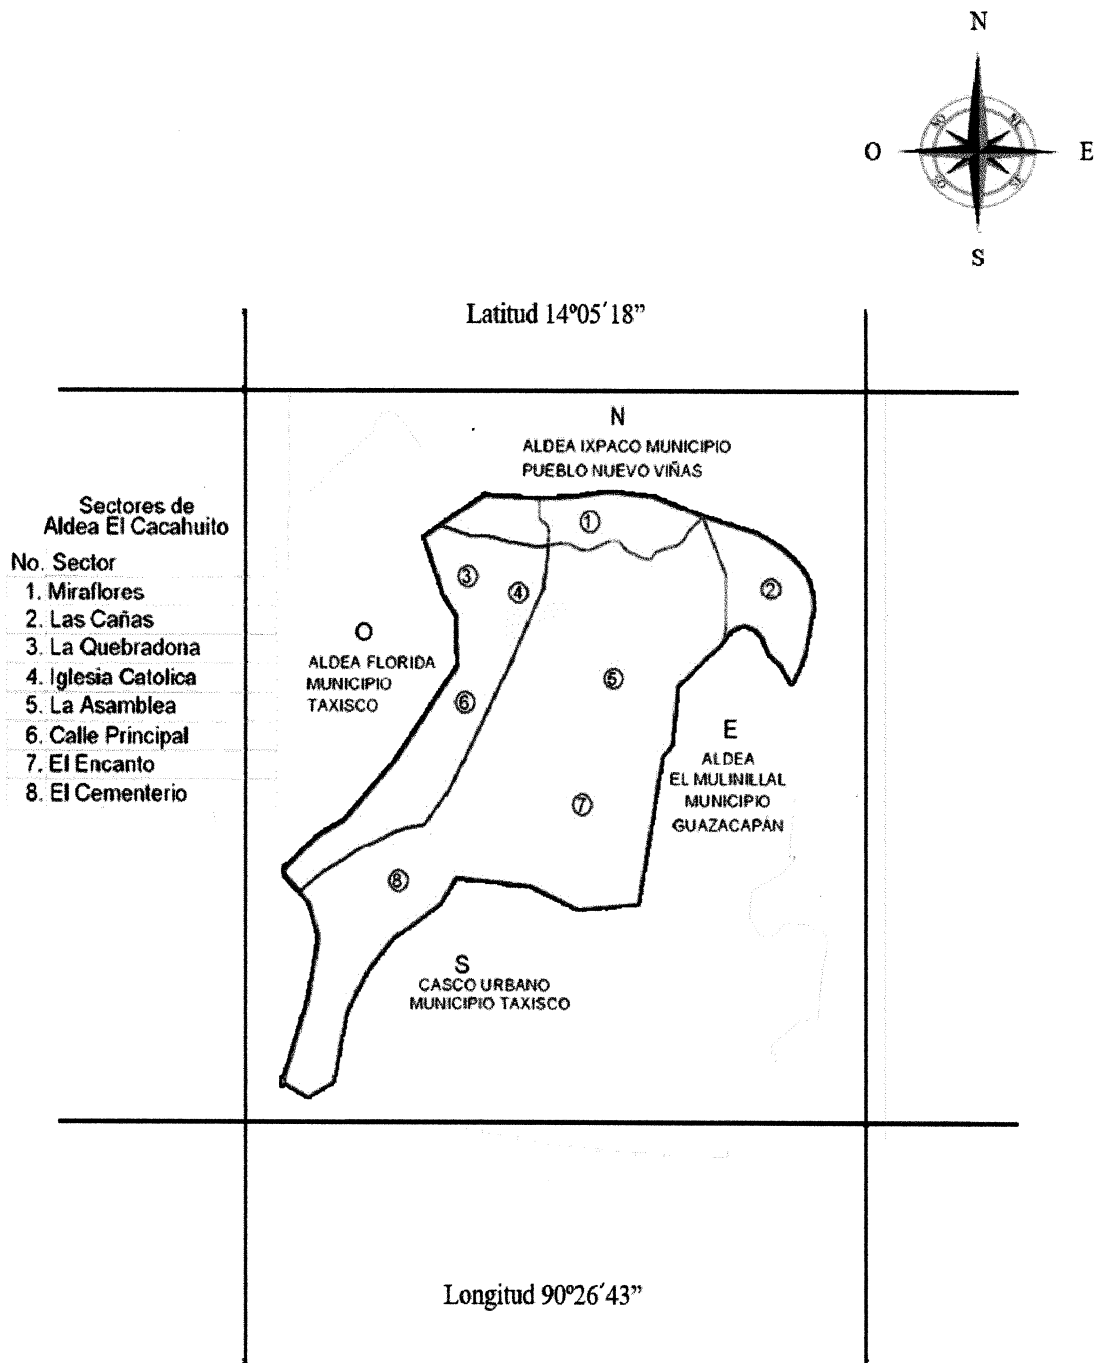 N
O
E
S
Latitud 14º05´18”
N
ALDEA IXPACO MUNICIPIO
PUEBLO NUEVO VIÑAS
Sectores de
Aldea El Cacahuito
No. Sector
1. Miraflores
2. Las Cañas
3. La Quebradona
4. Iglesia Catolica
5. La Asamblea
6. Calle Principal
7. El Encanto
8. El Cementerio
1
2
3
4
O
ALDEA FLORIDA
MUNICIPIO
TAXISCO
5
6
E
ALDEA
EL MULINILLAL
MUNICIPIO
GUAZACAPÁN
7
8
S
CASCO URBANO
MUNICIPIO TAXISCO
Longitud 90º26´43”